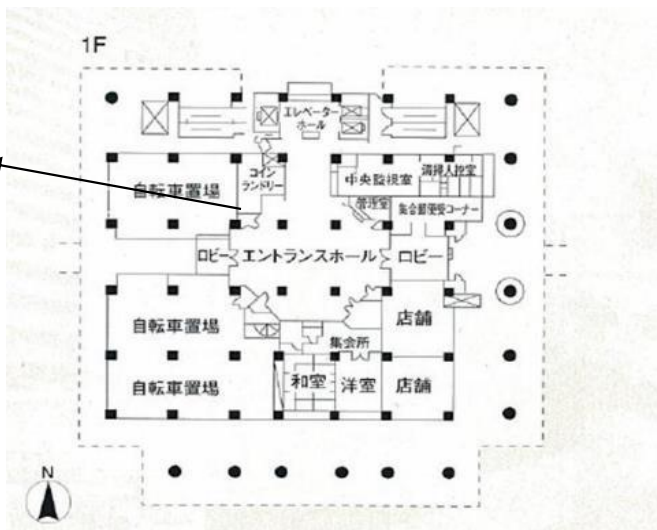 1F
エレベーター
ホール
コイン
ランドリー
自転車置場
中央監視室
清掃人控室
管理室
集合郵便受コーナー
ロビー
エントランスホール
ロビー
自転車置場
店舗
集会所
自転車置場
和室
洋室
店舗
N